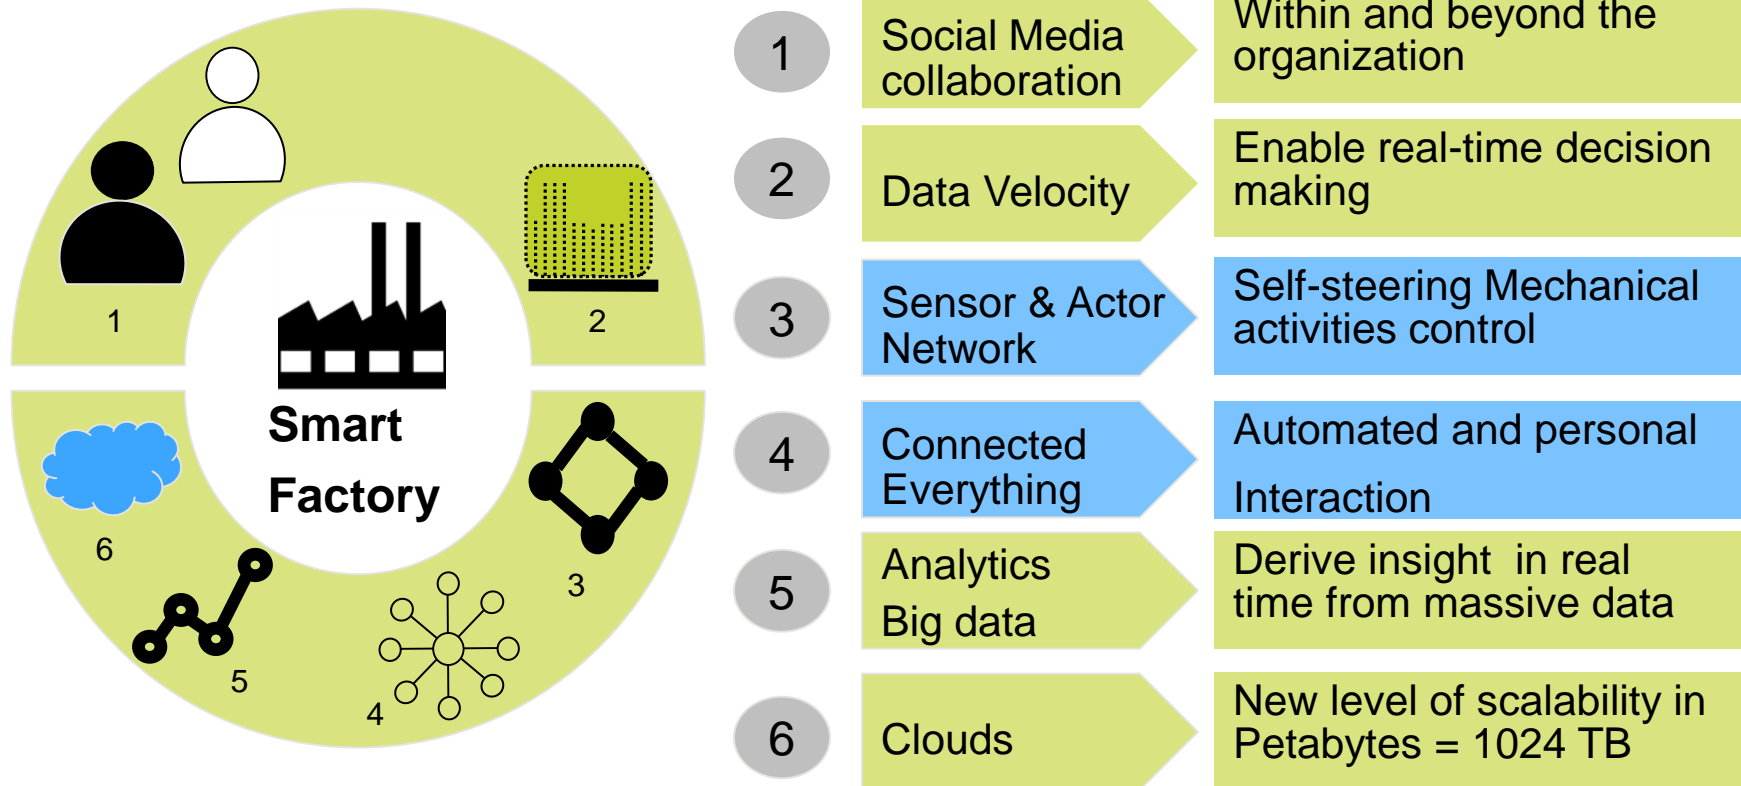 1
2
Smart
Factory
6
3
5
4
1
Social Media
collaboration
Within and beyond the
organization
2
Data Velocity
Enable real-time decision
making
3
Sensor & Actor
Network
Self-steering Mechanical
activities control
4
Connected
Everything
Automated and personal
Interaction
5
Analytics
Big data
Derive insight in real
time from massive data
6
Clouds
New level of scalability in
Petabytes = 1024 TB